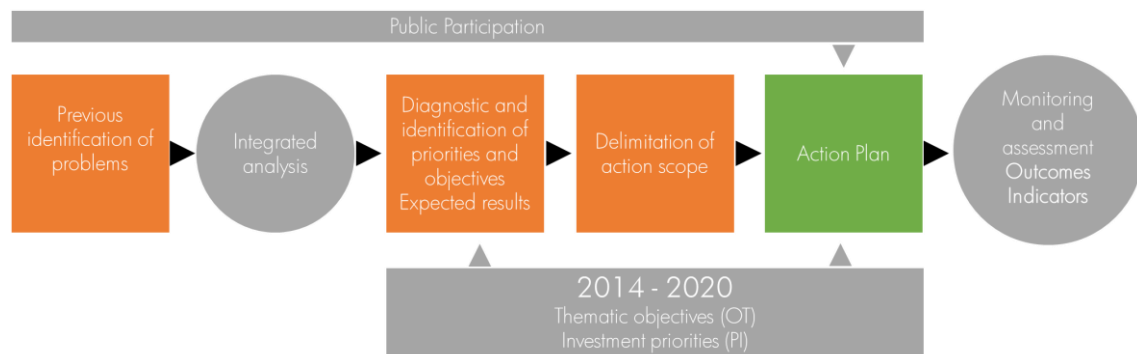 Public Participation
Previous
identification of
problems
Integrated
analysis
Diagnostic and
identification of
priorities and
objectives
Expected results
Delimitation of
action scope
Action Plan
Monitoring
and
assessment
Outcomes
Indicators
2014 - 2020
Thematic objectives (OT)
Investment priorities (PI)